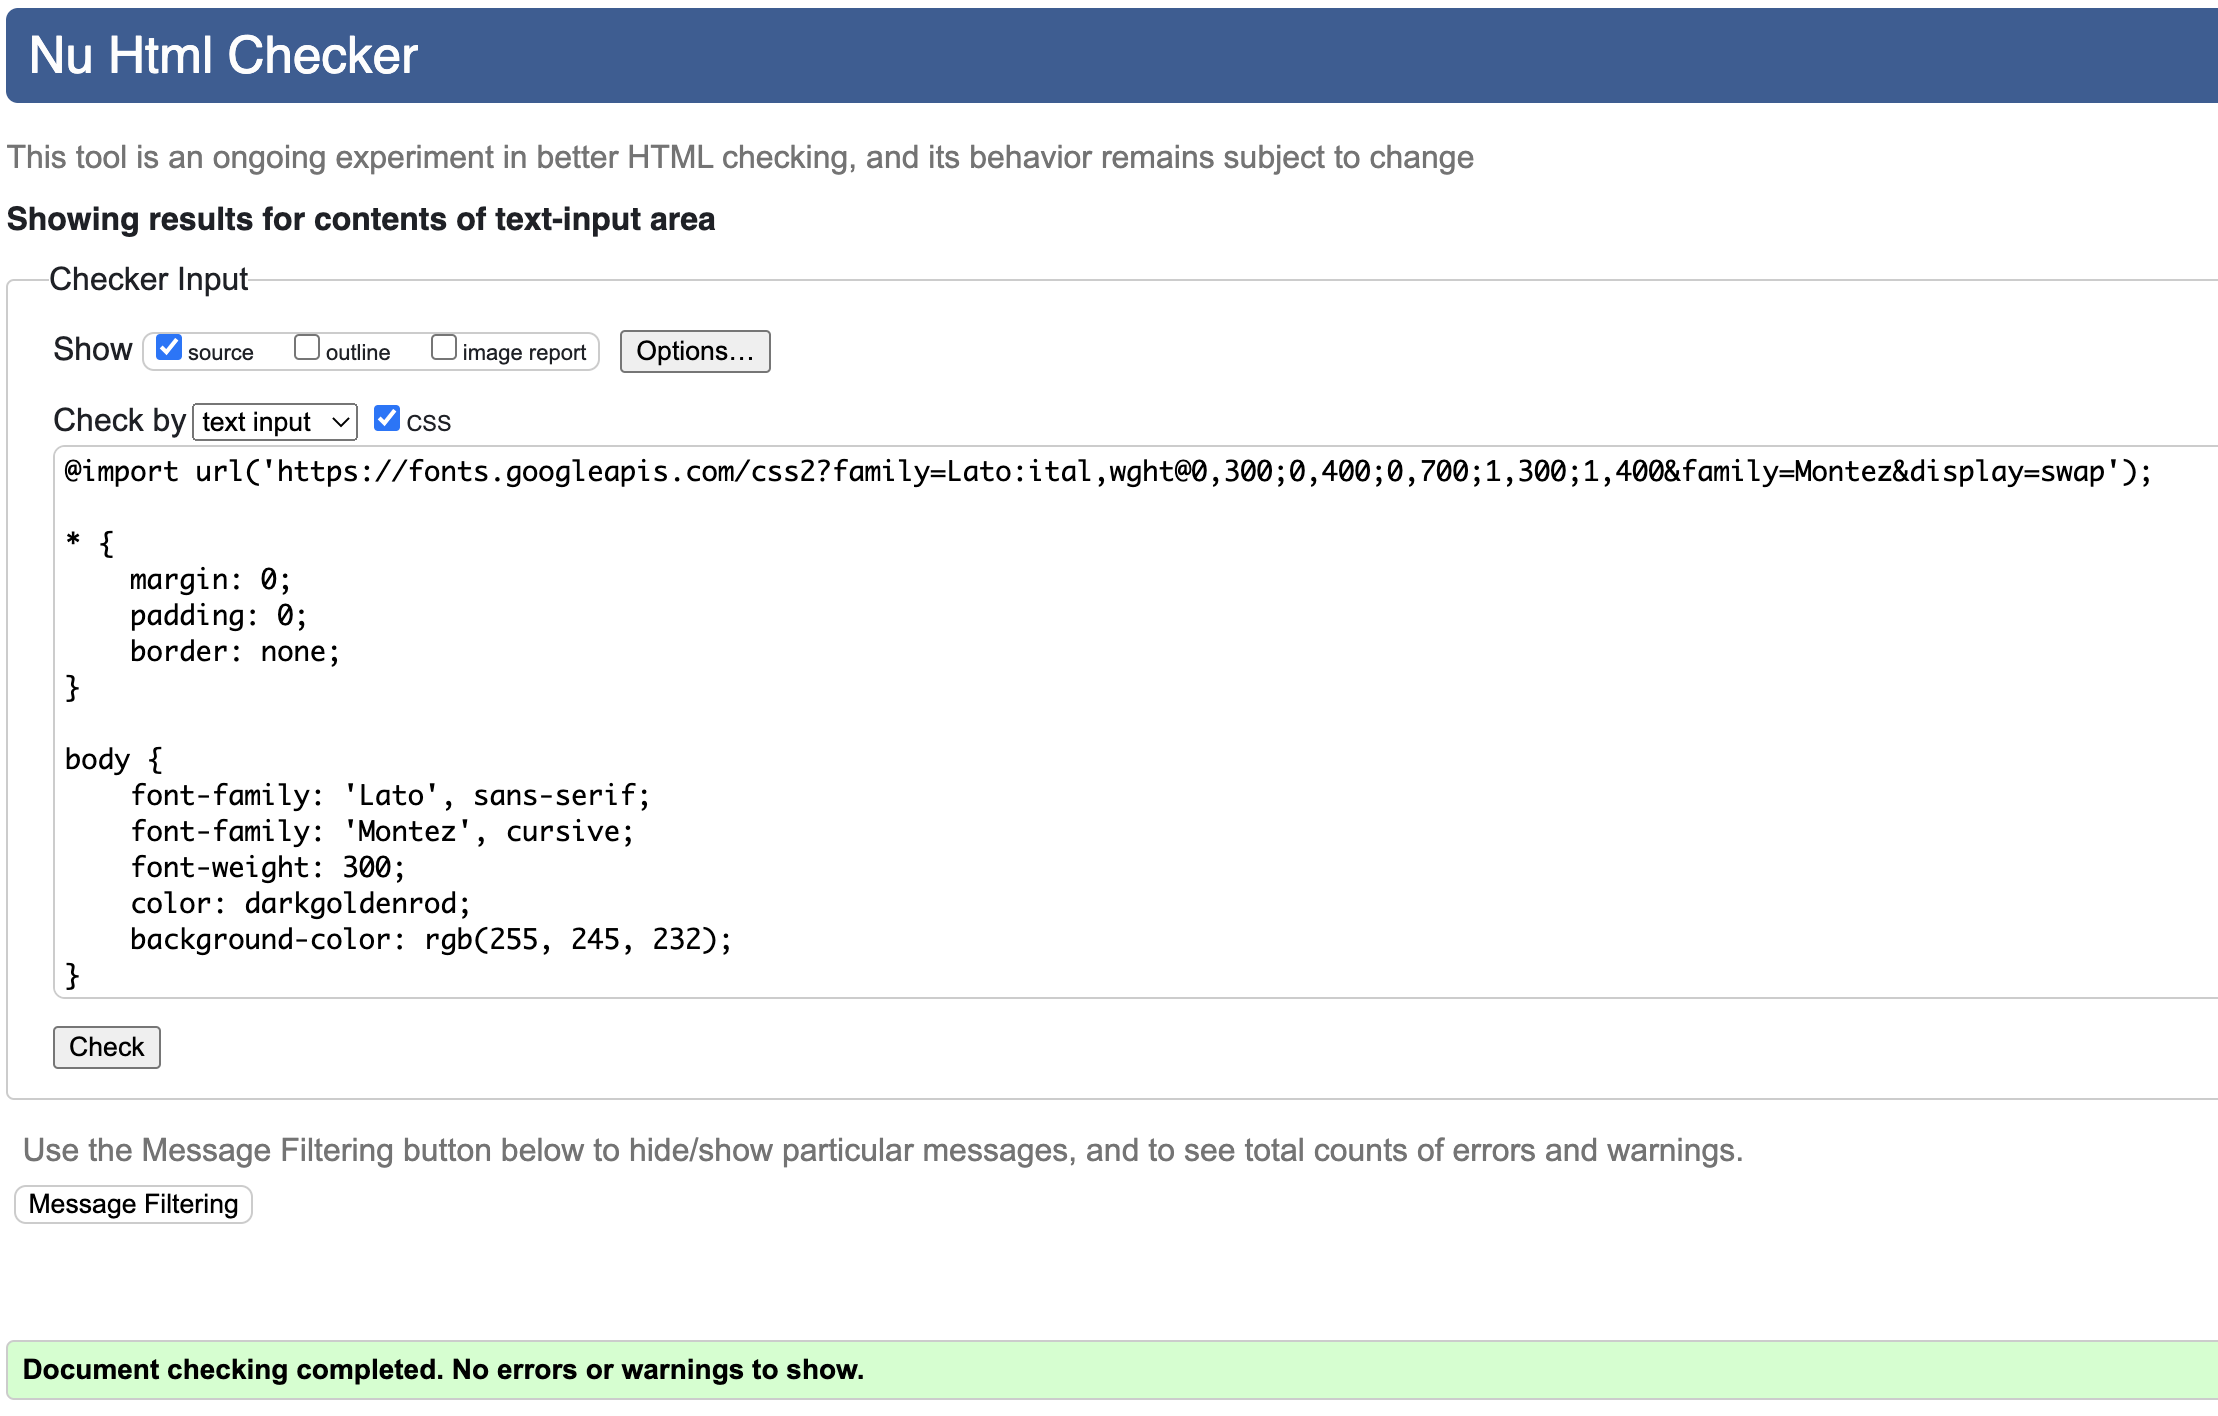 Nu Html Checker
This tool is an ongoing experiment in better HTML checking, and its behavior remains subject to change
Showing results for contents of text-input area
Checker Input
Show source outline image report Options...
Check by text input CSS
@import url('https://fonts.googleapis.com/css2?family=Lato:ital,wght@0,300;0,400;0,700;1,300;1,400&family=Montez&display=swap');
* {
    margin: 0;
    padding: 0;
    border: none;
}
body {
    font-family: 'Lato', sans-serif;
    font-family: 'Montez', cursive;
    font-weight: 300;
    color: darkgoldenrod;
    background-color: rgb(255, 245, 232);
}
Check
Use the Message Filtering button below to hide/show particular messages, and to see total counts of errors and warnings.
Message Filtering
Document checking completed. No errors or warnings to show.